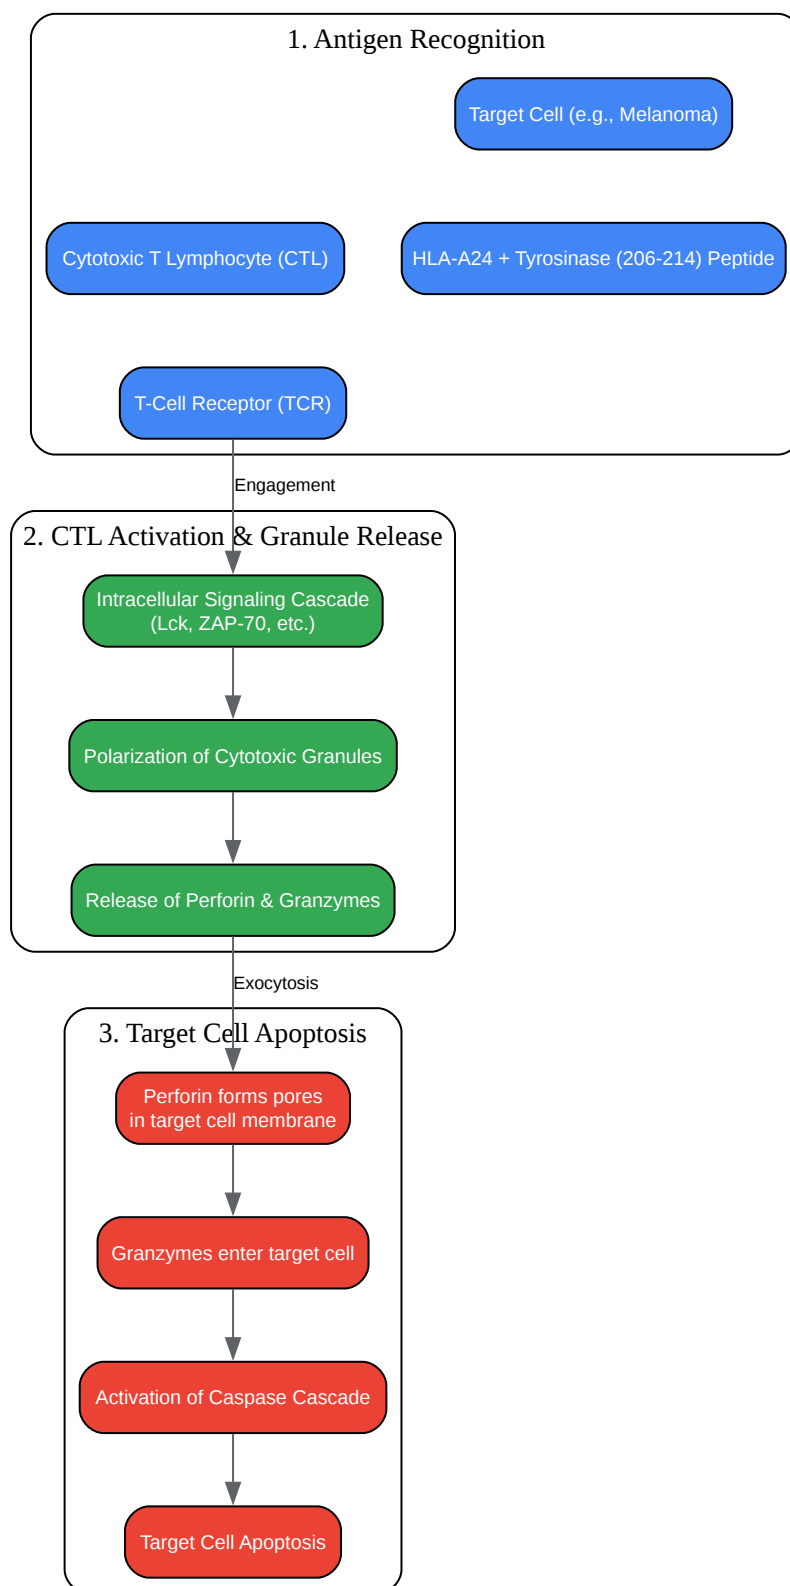 1. Antigen Recognition
Target Cell (e.g., Melanoma)
Cytotoxic T Lymphocyte (CTL)
HLA-A24 + Tyrosinase (206-214) Peptide
T-Cell Receptor (TCR)
Engagement
2. CTL Activation & Granule Release
Intracellular Signaling Cascade
(Lck, ZAP-70, etc.)
Polarization of Cytotoxic Granules
Release of Perforin & Granzymes
Exocytosis
3. Target Cell Apoptosis
Perforin forms pores
in target cell membrane
Granzymes enter target cell
Activation of Caspase Cascade
Target Cell Apoptosis